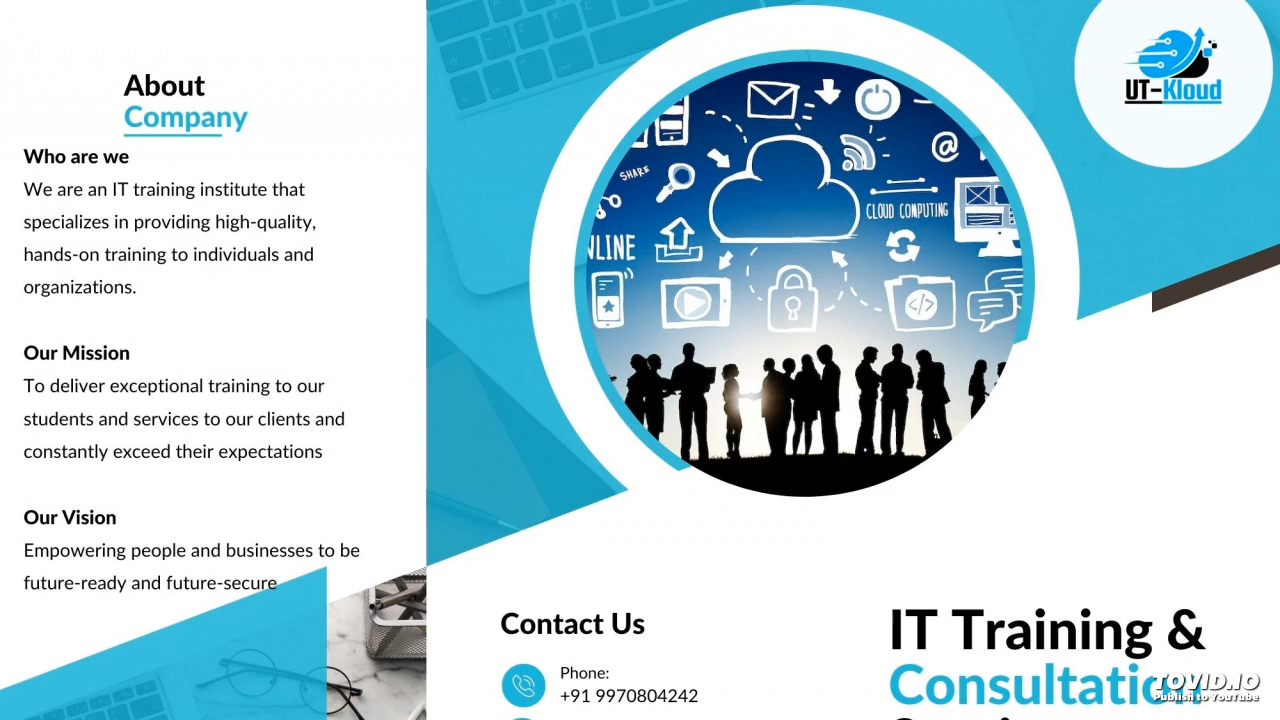 About
Company
Who are we
We are an IT training institute that
specializes in providing high-quality,
hands-on training to individuals and
organizations.
Our Mission
To deliver exceptional training to our
students and services to our clients and
constantly exceed their expectations
Our Vision
Empowering people and businesses to be
future-ready and future-secure
UT-Kloud
SHARE
@
CLOUD COMPUTING
NLINE
</>
Contact Us
Phone:
+91 9970804242
IT Training &
Consultation
TOVID.IO
Publish to YouTube